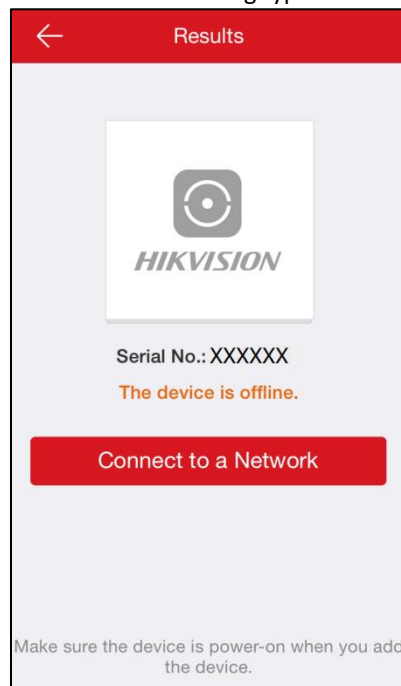 Results
HIKVISION
Serial No.: XXXXXX
The device is offline.
Connect to a Network
Make sure the device is power-on when you add
the device.